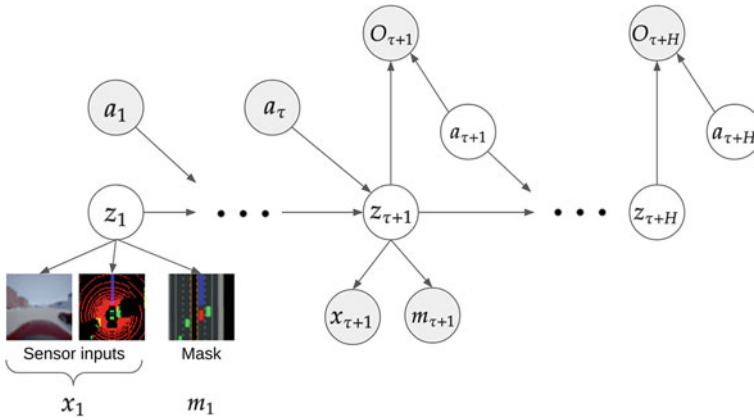 O_{τ+1} O_{τ+H}
a_1 a_τ a_{τ+1} a_{τ+H}
z_1 • • • z_{τ+1} • • • z_{τ+H}
x_{τ+1} m_{τ+1}
Sensor inputs Mask
x_1 m_1